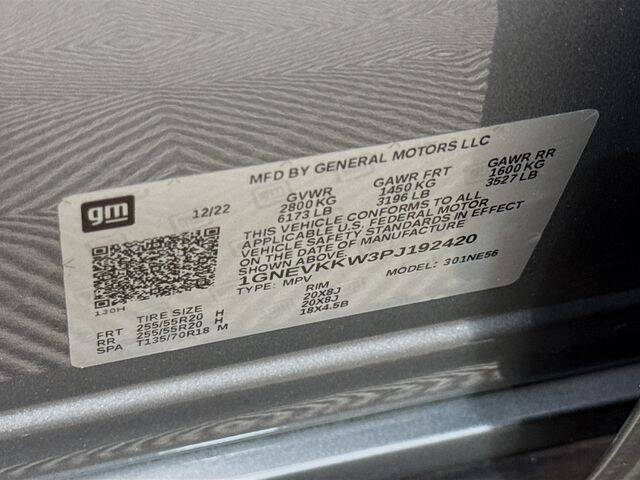 MFD BY GENERAL MOTORS LLC
gm
12/22
GVWR GAWR FRT GAWR RR
2800 KG 1450 KG 1600 KG
6173 LB 3196 LB 3527 LB
THIS VEHICLE CONFORMS TO ALL
APPLICABLE U.S. FEDERAL MOTOR
VEHICLE SAFETY STANDARDS IN EFFECT
ON THE DATE OF MANUFACTURE
SHOWN ABOVE.
1GNEVKKW3PJ192420
TYPE: MPV MODEL: 301NE56
130H
TIRE SIZE RIM
FRT 255/55R20 H 20X8J
RR 255/55R20 H 20X8J
SPA T135/70R18 M 18X4.5B